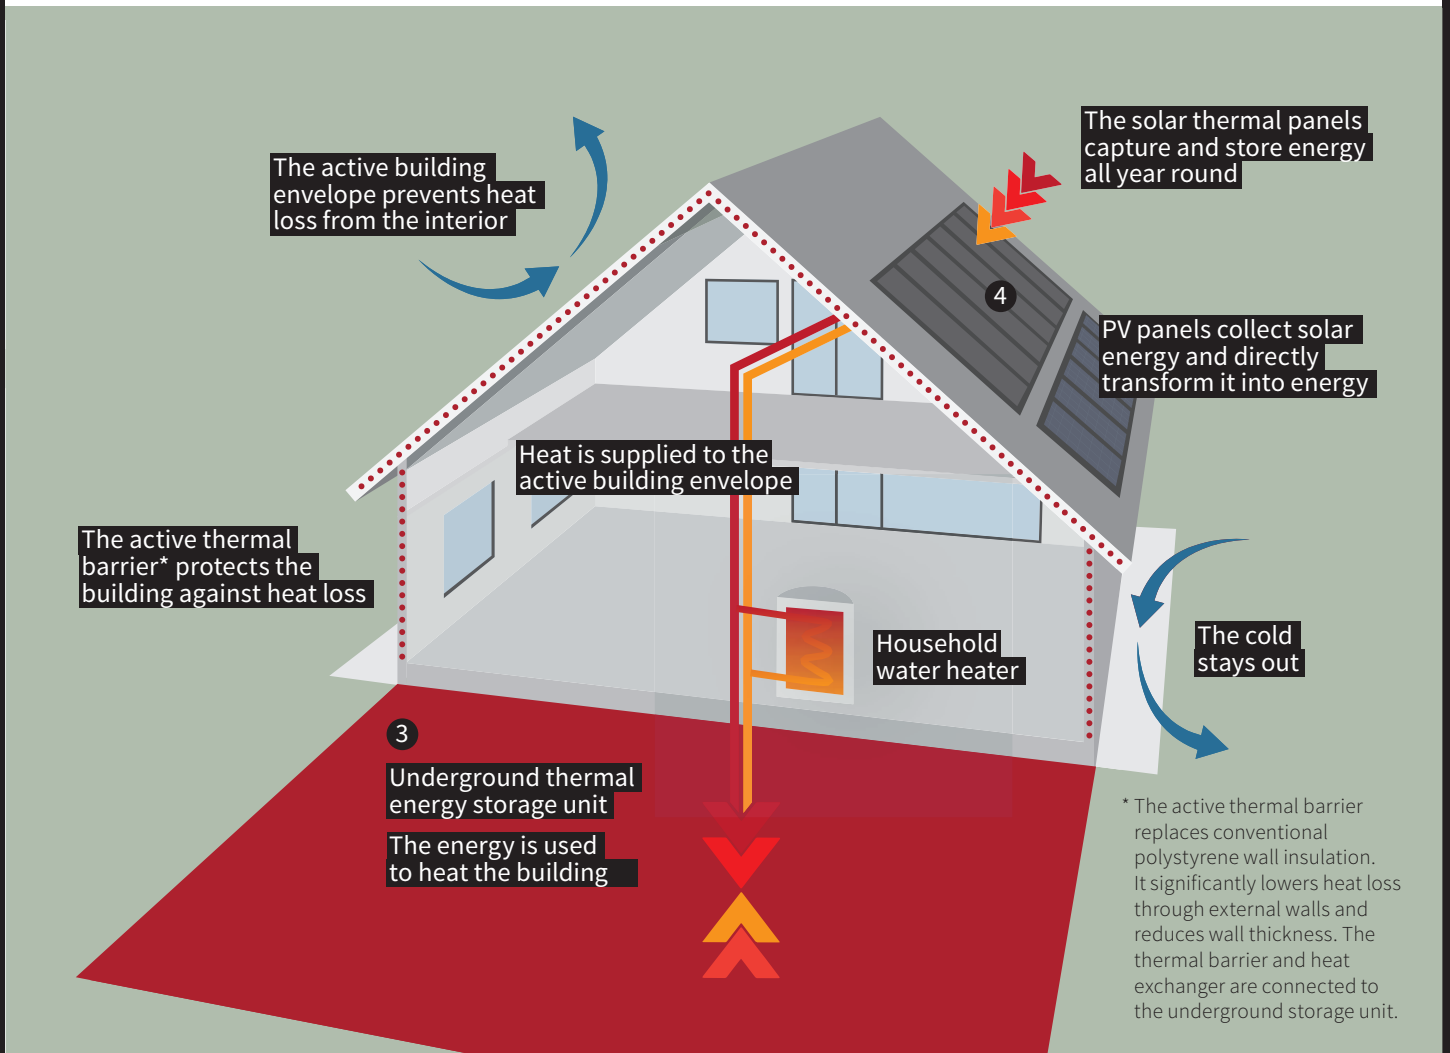 The active building
envelope prevents heat
loss from the interior
The solar thermal panels
capture and store energy
all year round
4
PV panels collect solar
energy and directly
transform it into energy
Heat is supplied to the
active building envelope
The active thermal
barrier* protects the
building against heat loss
Household
water heater
The cold
stays out
3
Underground thermal
energy storage unit
The energy is used
to heat the building
* The active thermal barrier
replaces conventional
polystyrene wall insulation.
It significantly lowers heat loss
through external walls and
reduces wall thickness. The
thermal barrier and heat
exchanger are connected to
the underground storage unit.